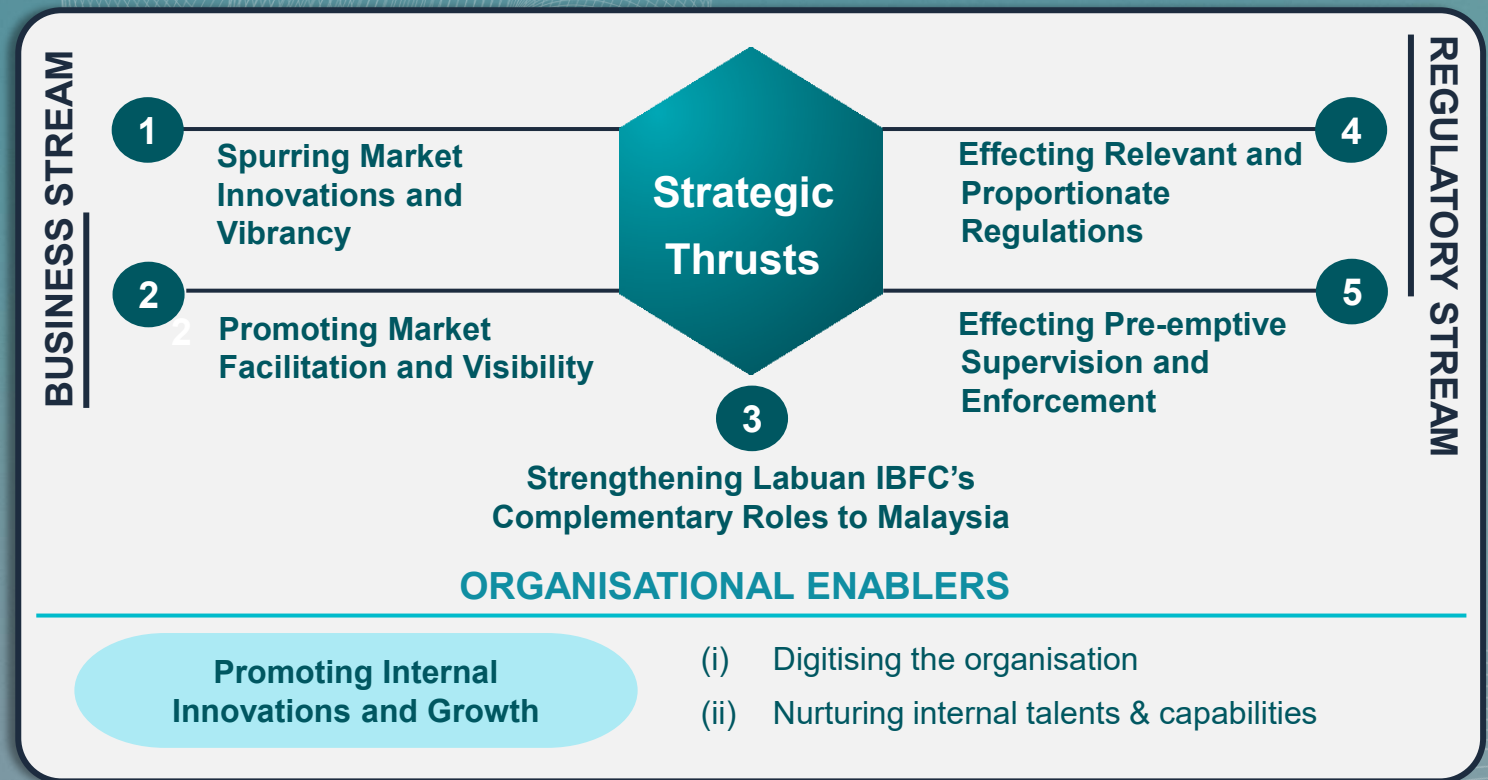 BUSINESS STREAM
1
Spurring Market
Innovations and
Vibrancy
2
2
Promoting Market
Facilitation and Visibility
Strategic
Thrusts
3
Strengthening Labuan IBFC’s
Complementary Roles to Malaysia
4
Effecting Relevant and
Proportionate
Regulations
5
Effecting Pre-emptive
Supervision and
Enforcement
REGULATORY STREAM
ORGANISATIONAL ENABLERS
Promoting Internal
Innovations and Growth
(i) Digitising the organisation
(ii) Nurturing internal talents & capabilities